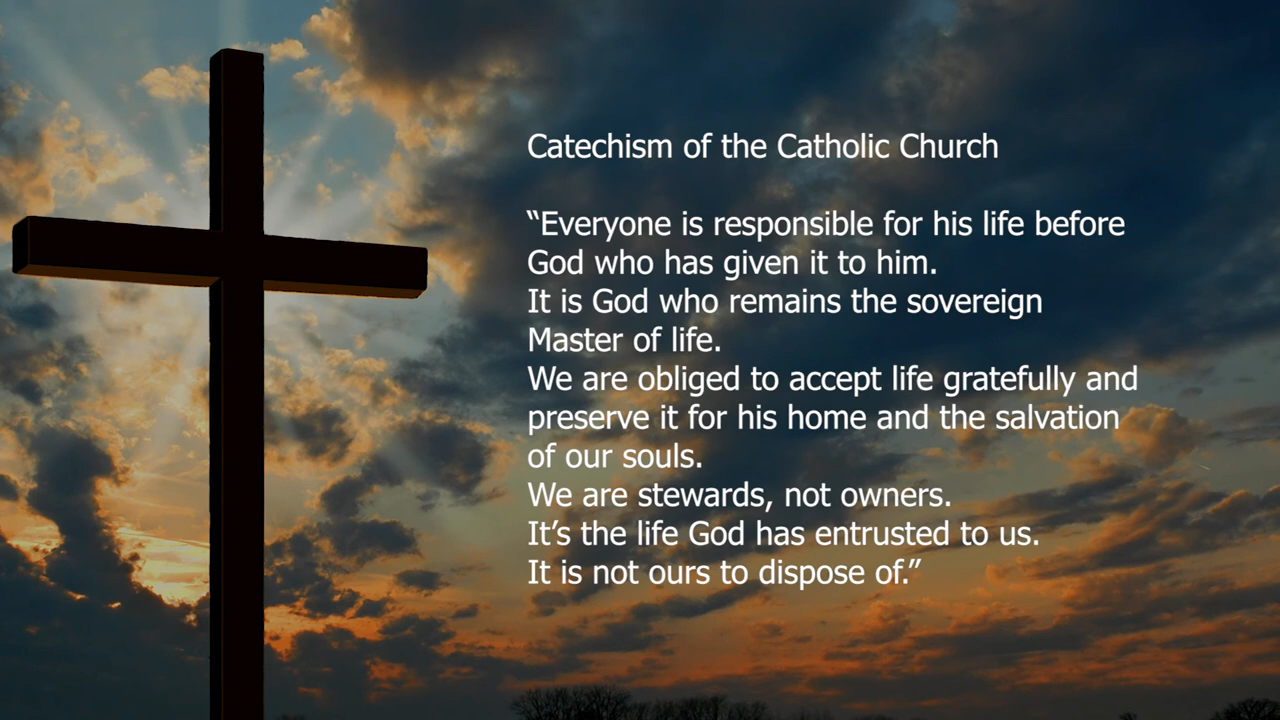 Catechism of the Catholic Church
“Everyone is responsible for his life before
God who has given it to him.
It is God who remains the sovereign
Master of life.
We are obliged to accept life gratefully and
preserve it for his home and the salvation
of our souls.
We are stewards, not owners.
It’s the life God has entrusted to us.
It is not ours to dispose of.”